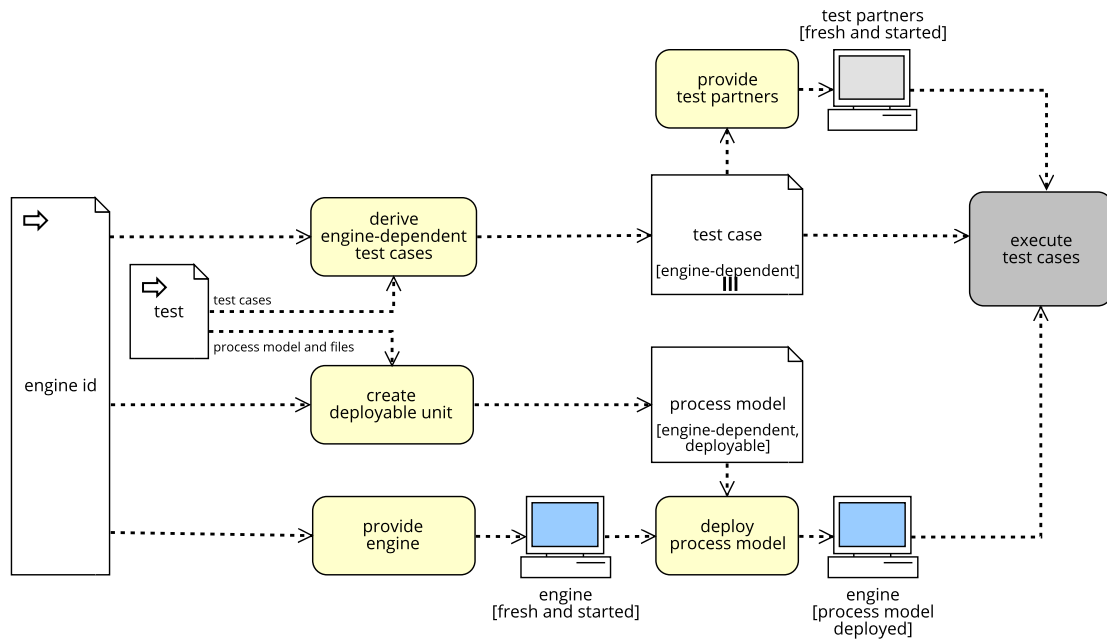 test partners
[fresh and started]
provide
test partners
derive
engine-dependent
test cases
test case
[engine-dependent]
execute
test cases
test cases
test
process model and files
engine id
create
deployable unit
process model
[engine-dependent,
deployable]
provide
engine
deploy
process model
engine
[fresh and started]
engine
[process model
deployed]